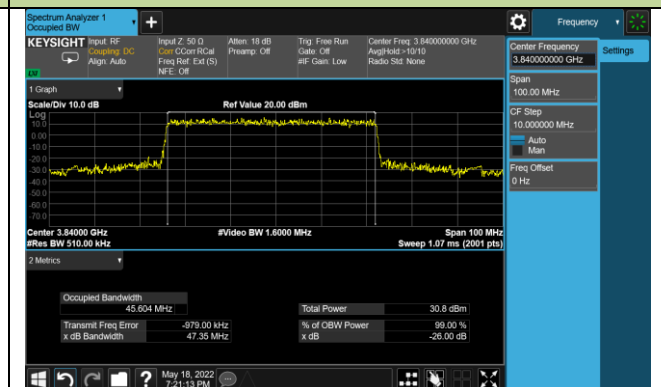 Spectrum Analyzer 1
Occupied BW
+
Frequency
KEYSIGHT
Input: RF
Coupling: DC
Align: Auto
Input Z: 50 Ω
Corr CCorr RCal
Freq Ref: Ext (S)
NFE: Off
Atten: 18 dB
Preamp: Off
Trig: Free Run
Gate: Off
#IF Gain: Low
Center Freq: 3.840000000 GHz
Avg|Hold:>10/10
Radio Std: None
Center Frequency
3.840000000 GHz
Settings
Span
100.00 MHz
CF Step
10.000000 MHz
Auto
Man
Freq Offset
0 Hz
1 Graph
Scale/Div 10.0 dB
Ref Value 20.00 dBm
Log
10.0
0.00
-10.0
-20.0
-30.0
-40.0
-50.0
-60.0
-70.0
Center 3.84000 GHz
#Video BW 1.6000 MHz
Span 100 MHz
#Res BW 510.00 kHz
Sweep 1.07 ms (2001 pts)
2 Metrics
Occupied Bandwidth
45.604 MHz
Total Power
30.8 dBm
Transmit Freq Error
-979.00 kHz
% of OBW Power
99.00 %
x dB Bandwidth
47.35 MHz
x dB
-26.00 dB
?
May 18, 2022
7:21:13 PM